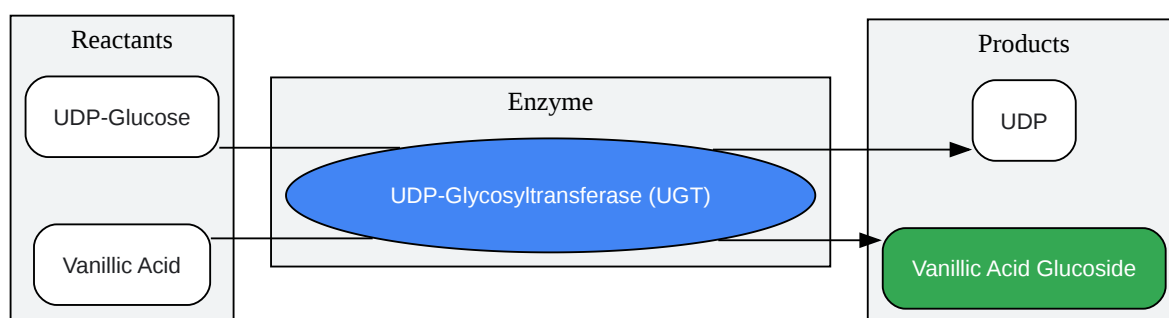 Reactants
UDP-Glucose
Vanillic Acid
Enzyme
UDP-Glycosyltransferase (UGT)
Products
UDP
Vanillic Acid Glucoside